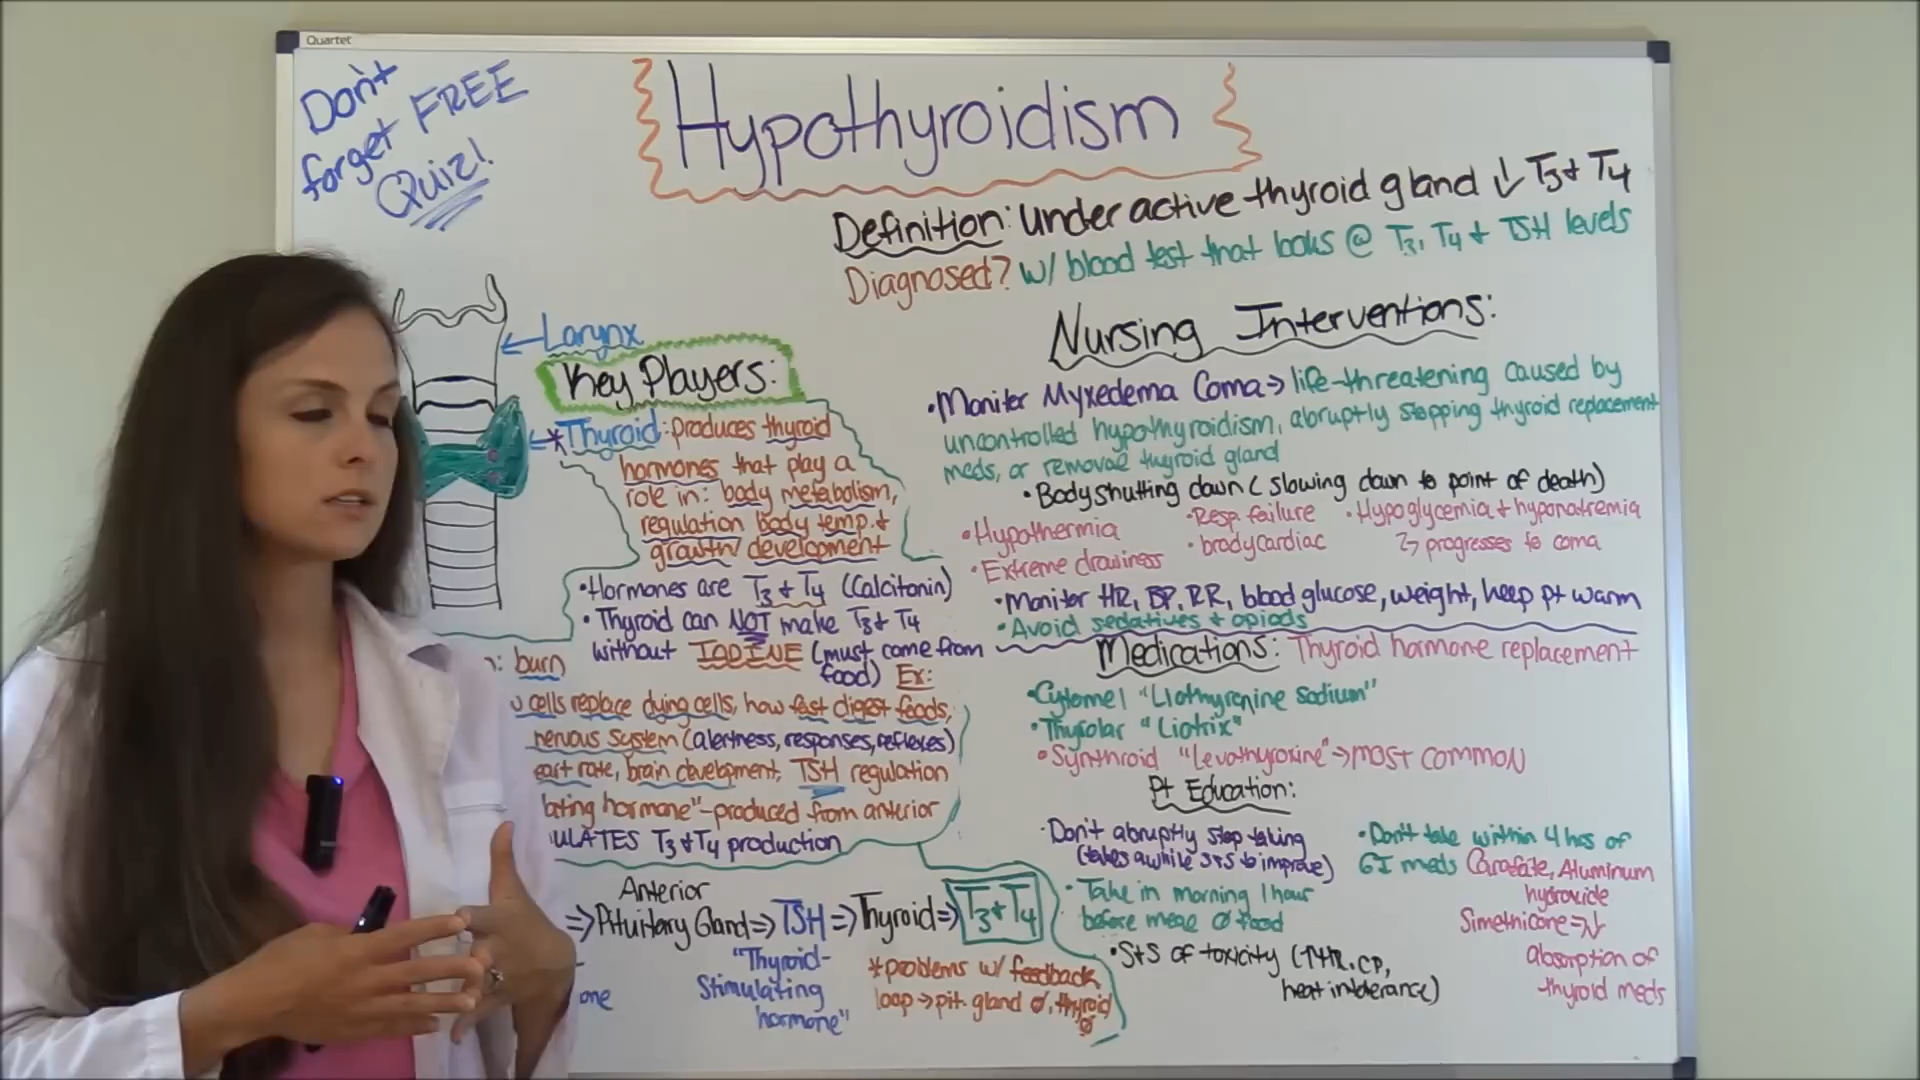 Quartet
Don't
forget FREE
Quiz!
Hypothyroidism
Definition: under active thyroid gland ↓ T3 + T4
Diagnosed? w/ blood test that looks @ T3, T4 + TSH levels
Larynx
Key Players:
*Thyroid: produces thyroid
hormones that play a
role in: body metabolism,
regulation body temp. +
growth/development
• Hormones are T3 + T4 (Calcitonin)
• Thyroid can NOT make T3 + T4
without IODINE (must come from
food) Ex:
: burn
cells replace dying cells, how fast digest foods,
nervous system (alertness, responses, reflexes)
eart rate, brain development, TSH regulation
lating hormone"-produced from anterior
ULATES T3 + T4 production
Anterior
⇒ Pituitary Gland ⇒ TSH ⇒ Thyroid ⇒ T3 + T4
one
"Thyroid-
Stimulating
hormone"
*problems w/ feedback
loop → pit. gland Ø, thyroid
Ø
Nursing Interventions:
• Monitor Myxedema Coma → life-threatening caused by
uncontrolled hypothyroidism, abruptly stopping thyroid replacement
meds, or removal thyroid gland
• Body shutting down (slowing down to point of death)
• Hypothermia
• Extreme drowiness
• Resp. failure
• bradycardiac
• Hypoglycemia + hyponatremia
↳ progresses to coma
• Monitor HR, BP, RR, blood glucose, weight, keep pt warm
• Avoid sedatives + opiods
Medications: Thyroid hormone replacement
• Cytomel "Liothyronine Sodium"
• Thyrolar "Liotrix"
• Synthroid "Levothyroxine" → most common
Pt Education:
• Don't abruptly stop taking
(takes awhile s+s to improve)
• Take in morning 1 hour
before meal Ø food
• S+S of toxicity (↑HR, CP,
heat intolerance)
• Don't take within 4 hrs of
GI meds Carafate, Aluminum
hydroxide
Simethicone ⇒ ↓
absorption of
thyroid meds